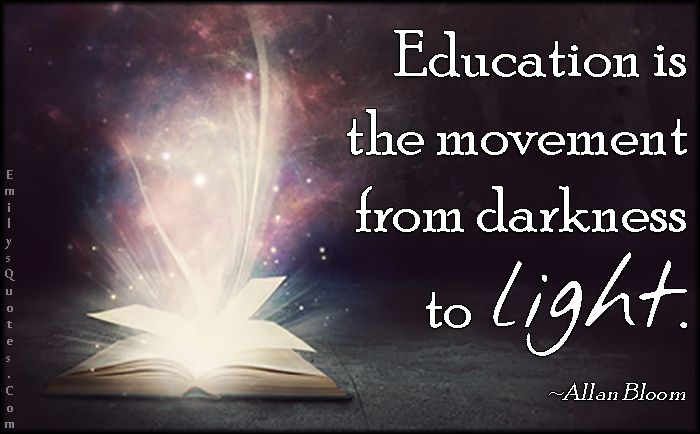 Education is
the movement
from darkness
to light.
~Allan Bloom
EmilysQuotes.Com